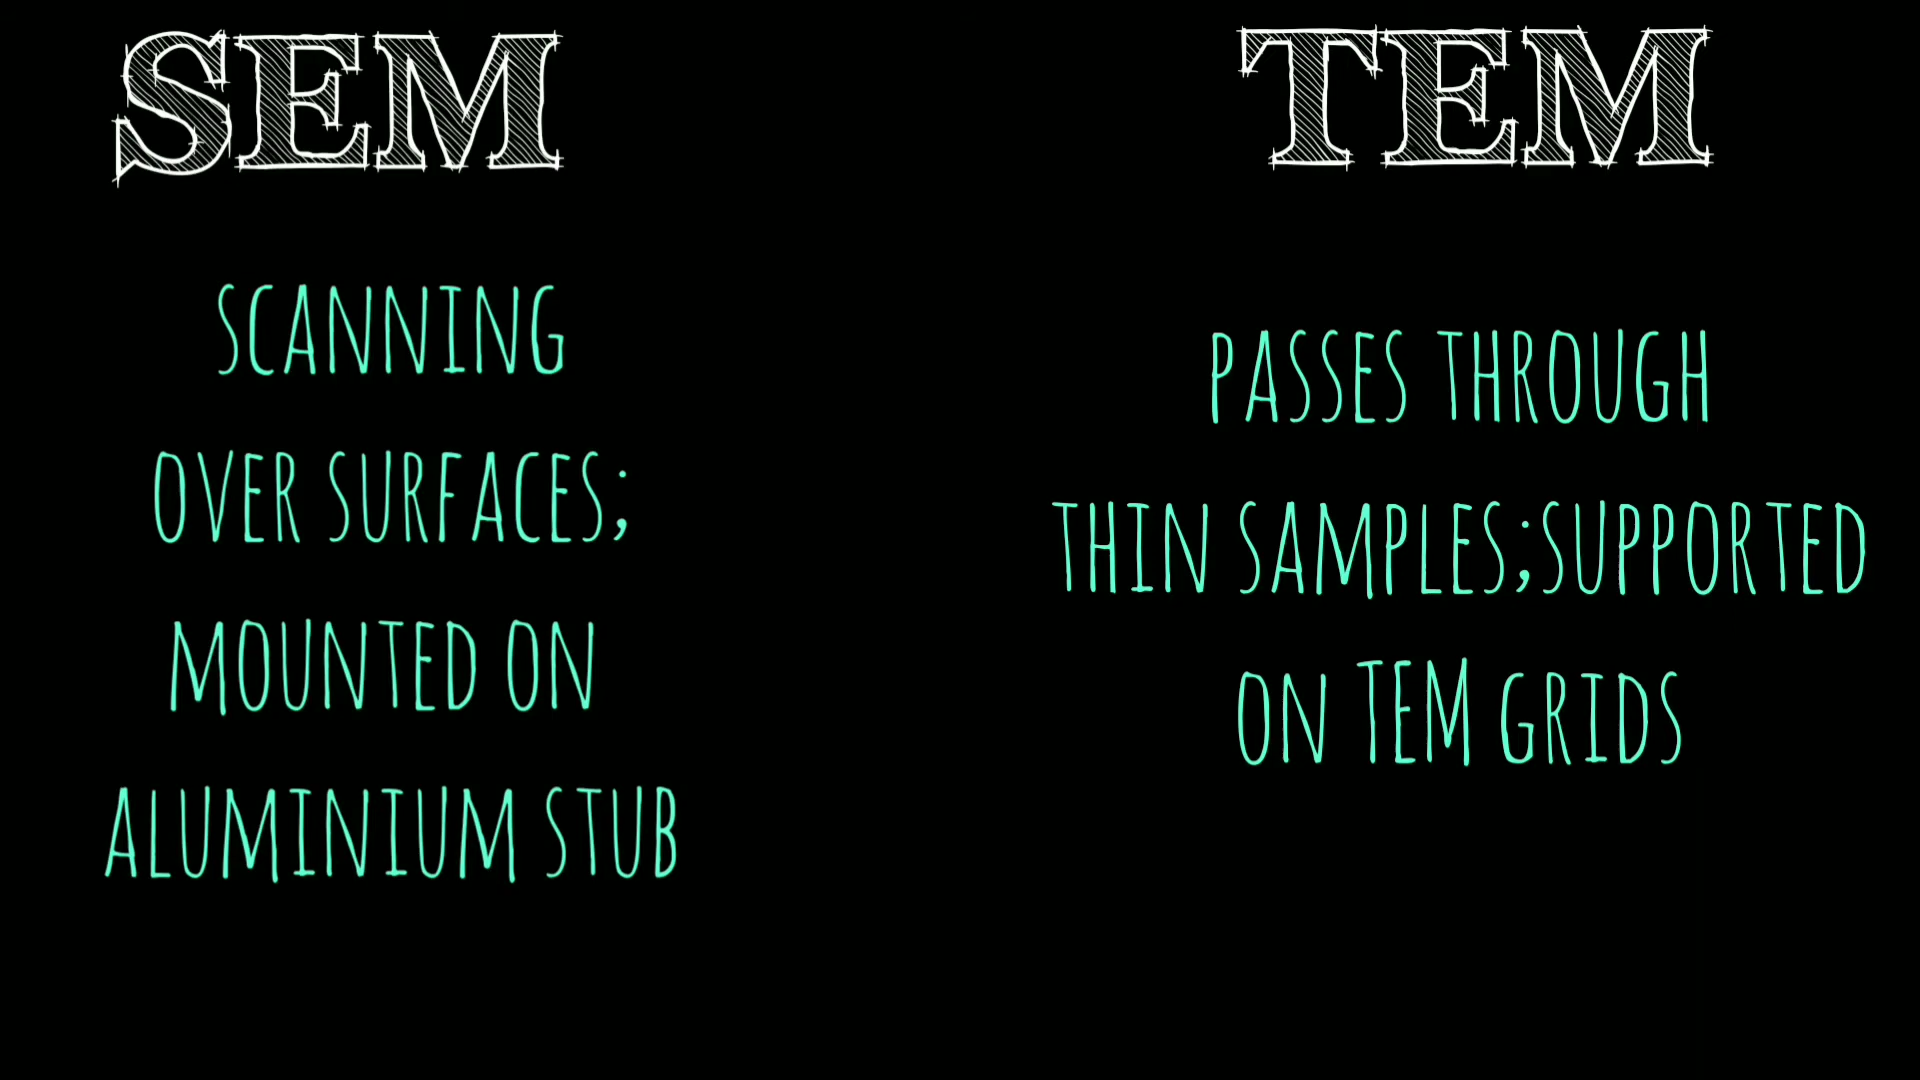 SEM
SCANNING
OVER SURFACES;
MOUNTED ON
ALUMINIUM STUB
TEM
PASSES THROUGH
THIN SAMPLES;SUPPORTED
ON TEM GRIDS